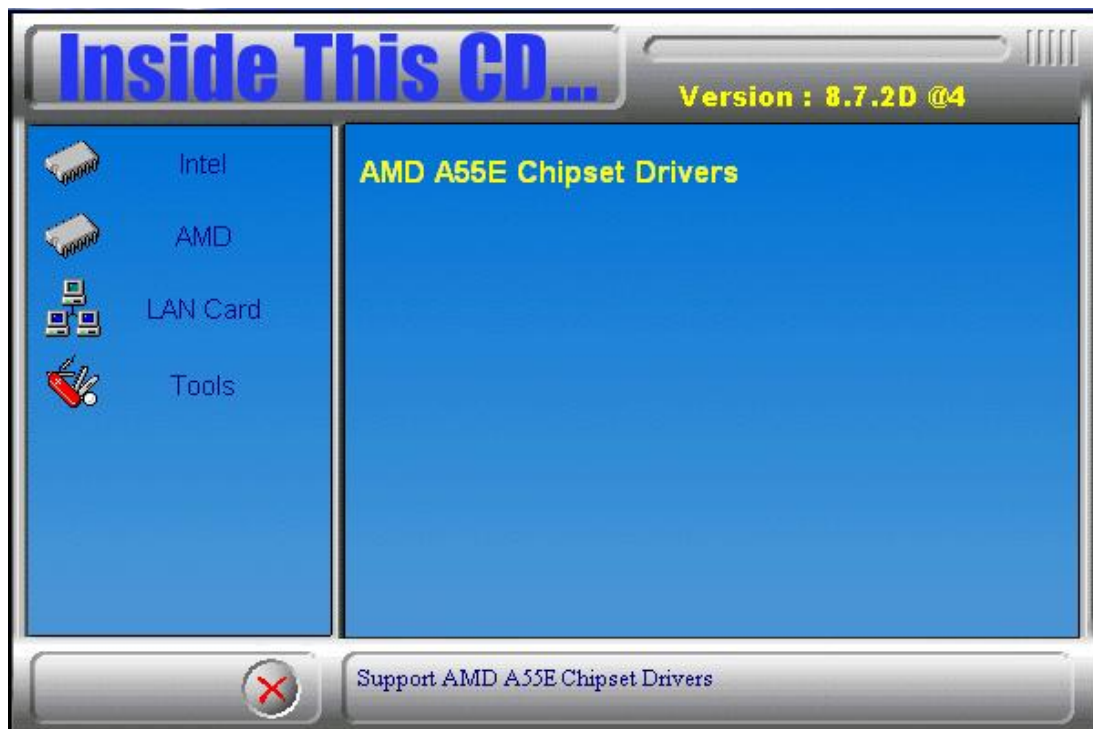 Inside This CD...
Version : 8.7.2D @4
Intel
AMD
LAN Card
Tools
AMD A55E Chipset Drivers
Support AMD A55E Chipset Drivers